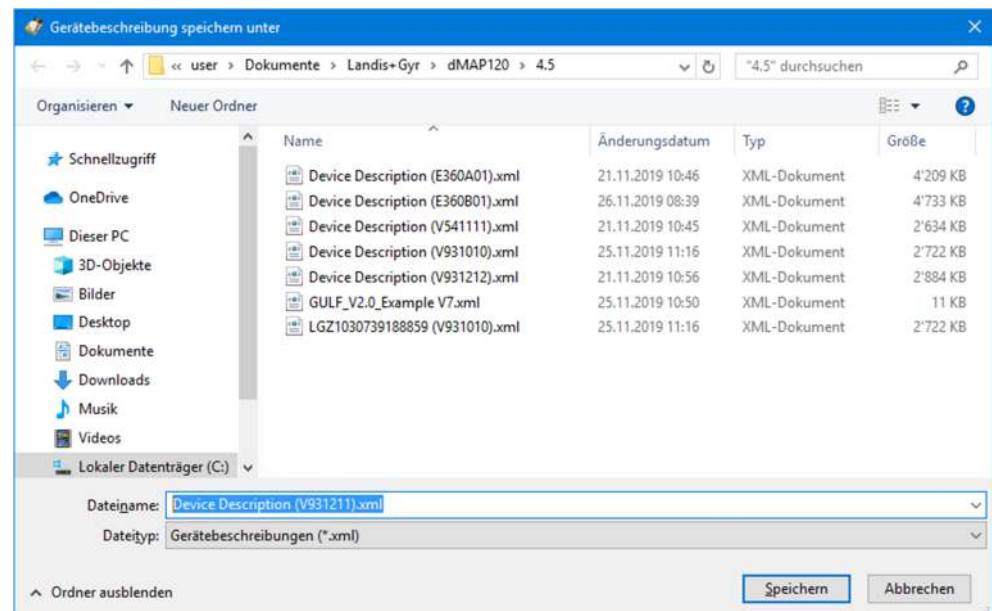 Gerätebeschreibung speichern unter
« user › Dokumente › Landis+Gyr › dMAP120 › 4.5
"4.5" durchsuchen
Organisieren
Neuer Ordner
Schnellzugriff
OneDrive
Dieser PC
3D-Objekte
Bilder
Desktop
Dokumente
Downloads
Musik
Videos
Lokaler Datenträger (C:)
Name Änderungsdatum Typ Größe
Device Description (E360A01).xml 21.11.2019 10:46 XML-Dokument 4'209 KB
Device Description (E360B01).xml 26.11.2019 08:39 XML-Dokument 4'733 KB
Device Description (V541111).xml 21.11.2019 10:45 XML-Dokument 2'634 KB
Device Description (V931010).xml 25.11.2019 11:16 XML-Dokument 2'722 KB
Device Description (V931212).xml 21.11.2019 10:56 XML-Dokument 2'884 KB
GULF_V2.0_Example V7.xml 25.11.2019 10:50 XML-Dokument 11 KB
LGZ1030739188859 (V931010).xml 25.11.2019 11:16 XML-Dokument 2'722 KB
Dateiname: Device Description (V931211).xml
Dateityp: Gerätebeschreibungen (*.xml)
Ordner ausblenden
Speichern
Abbrechen